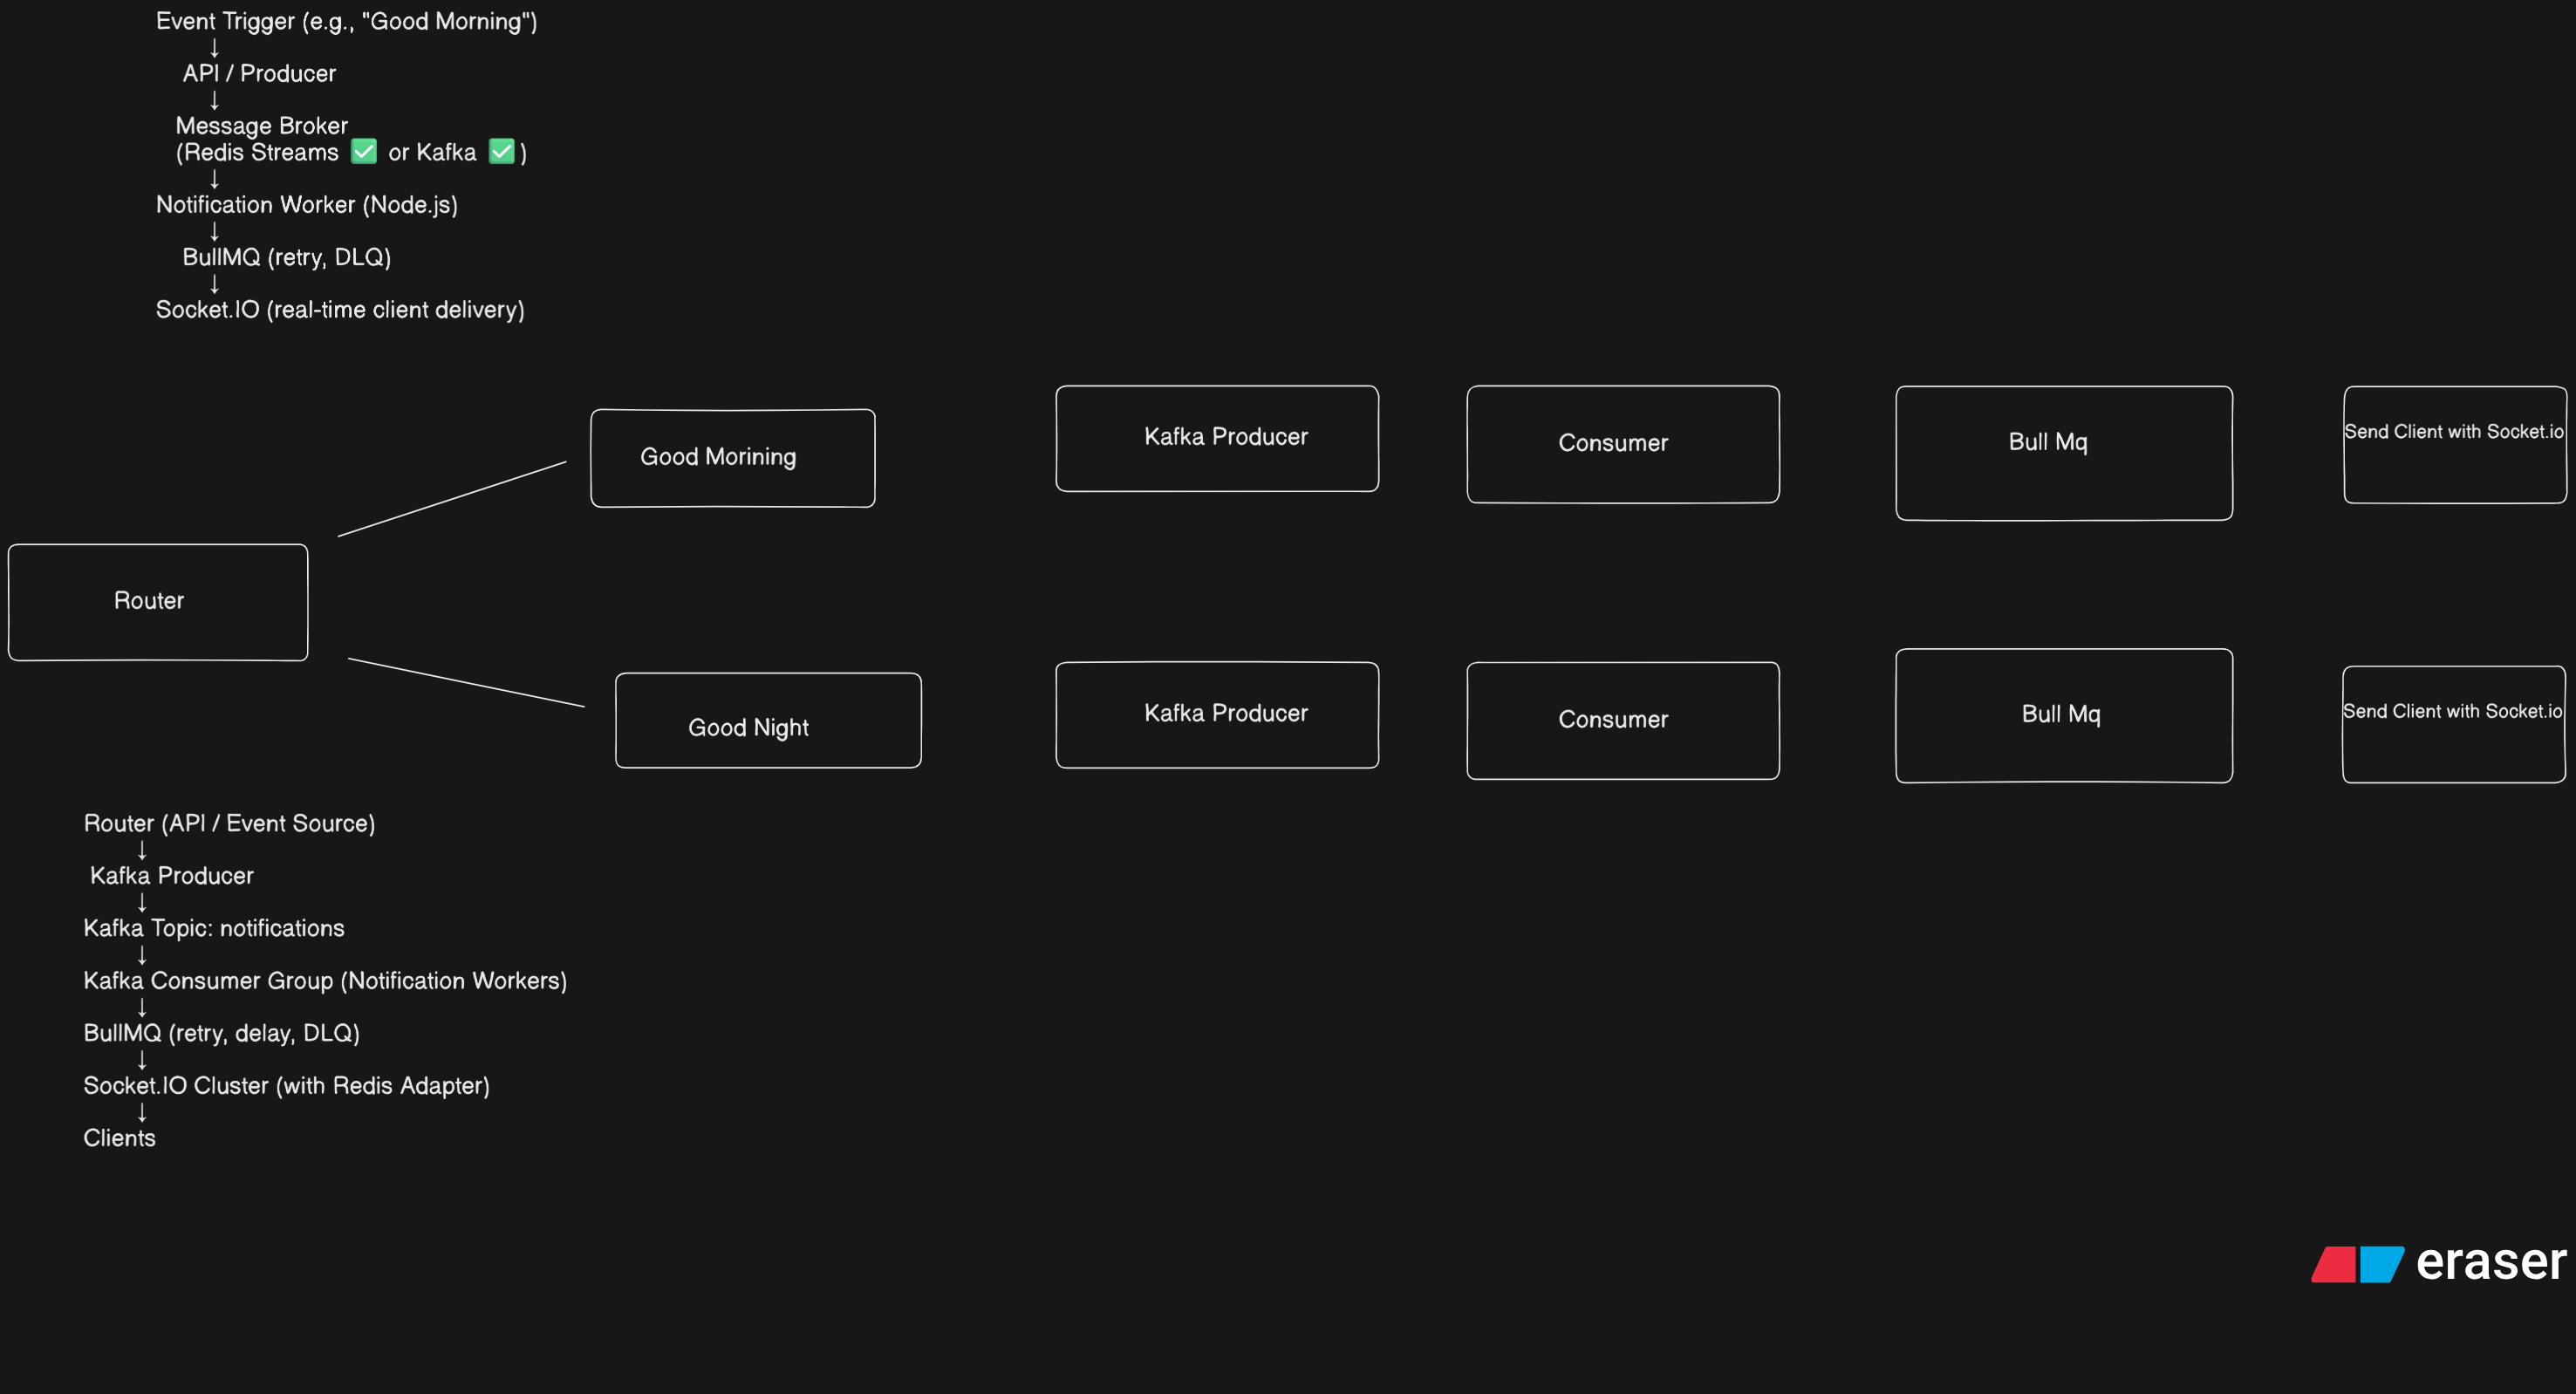 Event Trigger (e.g., "Good Morning")
↓
API / Producer
↓
Message Broker
(Redis Streams ✅ or Kafka ✅ )
↓
Notification Worker (Node.js)
↓
BullMQ (retry, DLQ)
↓
Socket.IO (real-time client delivery)
Good Morining
Kafka Producer
Consumer
Bull Mq
Send Client with Socket.io
Router
Good Night
Kafka Producer
Consumer
Bull Mq
Send Client with Socket.io
Router (API / Event Source)
↓
Kafka Producer
↓
Kafka Topic: notifications
↓
Kafka Consumer Group (Notification Workers)
↓
BullMQ (retry, delay, DLQ)
↓
Socket.IO Cluster (with Redis Adapter)
↓
Clients
eraser